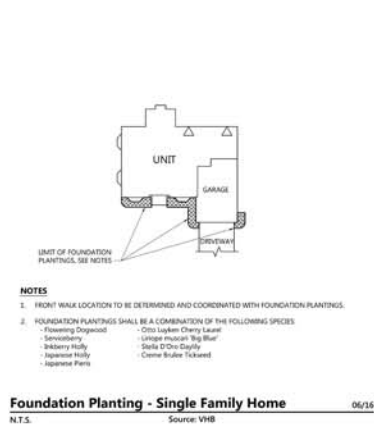 UNIT
GARAGE
DRIVEWAY
LIMIT OF FOUNDATION
PLANTINGS, SEE NOTES
NOTES
1. FRONT WALK LOCATION TO BE DETERMINED AND COORDINATED WITH FOUNDATION PLANTINGS.
2. FOUNDATION PLANTINGS SHALL BE A COMBINATION OF THE FOLLOWING SPECIES
- Flowering Dogwood - Otto Luyken Cherry Laurel
- Serviceberry - Liriope muscari 'Big Blue'
- Inkberry Holly - Stella D'Oro Daylily
- Japanese Holly - Creme Brulee Tickseed
- Japanese Pieris
Foundation Planting - Single Family Home 06/16
N.T.S. Source: VHB